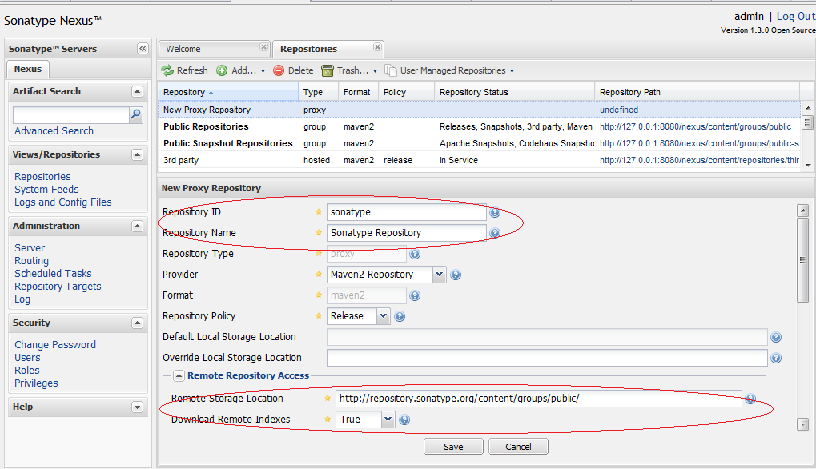 Sonatype Nexus™
admin | Log Out
Version 1.3.0 Open Source
Sonatype™ Servers
Nexus
Artifact Search
Advanced Search
Views/Repositories
Repositories
System Feeds
Logs and Config Files
Administration
Server
Routing
Scheduled Tasks
Repository Targets
Log
Security
Change Password
Users
Roles
Privileges
Help
Welcome Repositories
Refresh Add... Delete Trash... User Managed Repositories
Repository Type Format Policy Repository Status Repository Path
New Proxy Repository proxy undefined
Public Repositories group maven2 Releases, Snapshots, 3rd party, Maven http://127.0.0.1:8080/nexus/content/groups/public
Public Snapshot Repositories group maven2 Apache Snapshots, Codehaus Snapshot http://127.0.0.1:8080/nexus/content/groups/public-s
3rd party hosted maven2 release In Service http://127.0.0.1:8080/nexus/content/repositories/thir
New Proxy Repository
Repository ID sonatype
Repository Name Sonatype Repository
Repository Type proxy
Provider Maven2 Repository
Format maven2
Repository Policy Release
Default Local Storage Location
Override Local Storage Location
Remote Repository Access
Remote Storage Location http://repository.sonatype.org/content/groups/public/
Download Remote Indexes True
Save Cancel